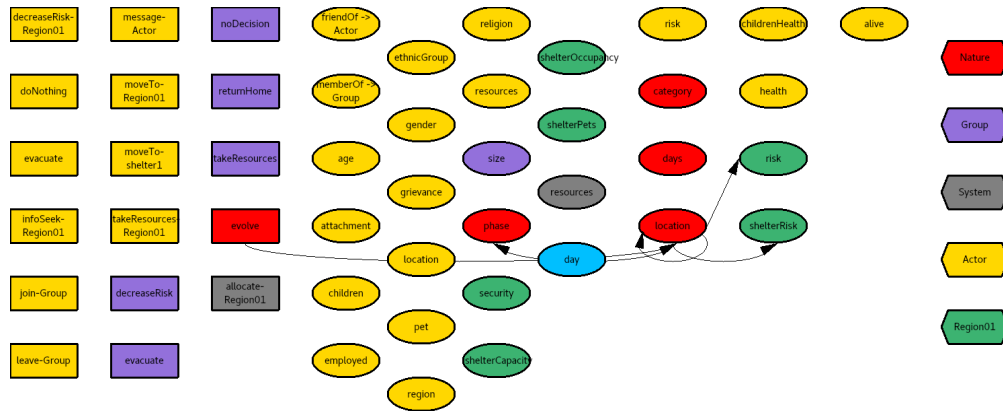 decreaseRisk-
Region01
message-
Actor
noDecision
friendOf ->
Actor
religion
risk
childrenHealth
alive
ethnicGroup
shelterOccupancy
Nature
doNothing
moveTo-
Region01
returnHome
memberOf ->
Group
resources
category
health
gender
shelterPets
Group
evacuate
moveTo-
shelter1
takeResources
age
size
days
risk
grievance
resources
System
infoSeek-
Region01
takeResources-
Region01
evolve
attachment
phase
location
shelterRisk
location
day
Actor
join-Group
decreaseRisk
allocate-
Region01
children
security
pet
Region01
leave-Group
evacuate
employed
shelterCapacity
region